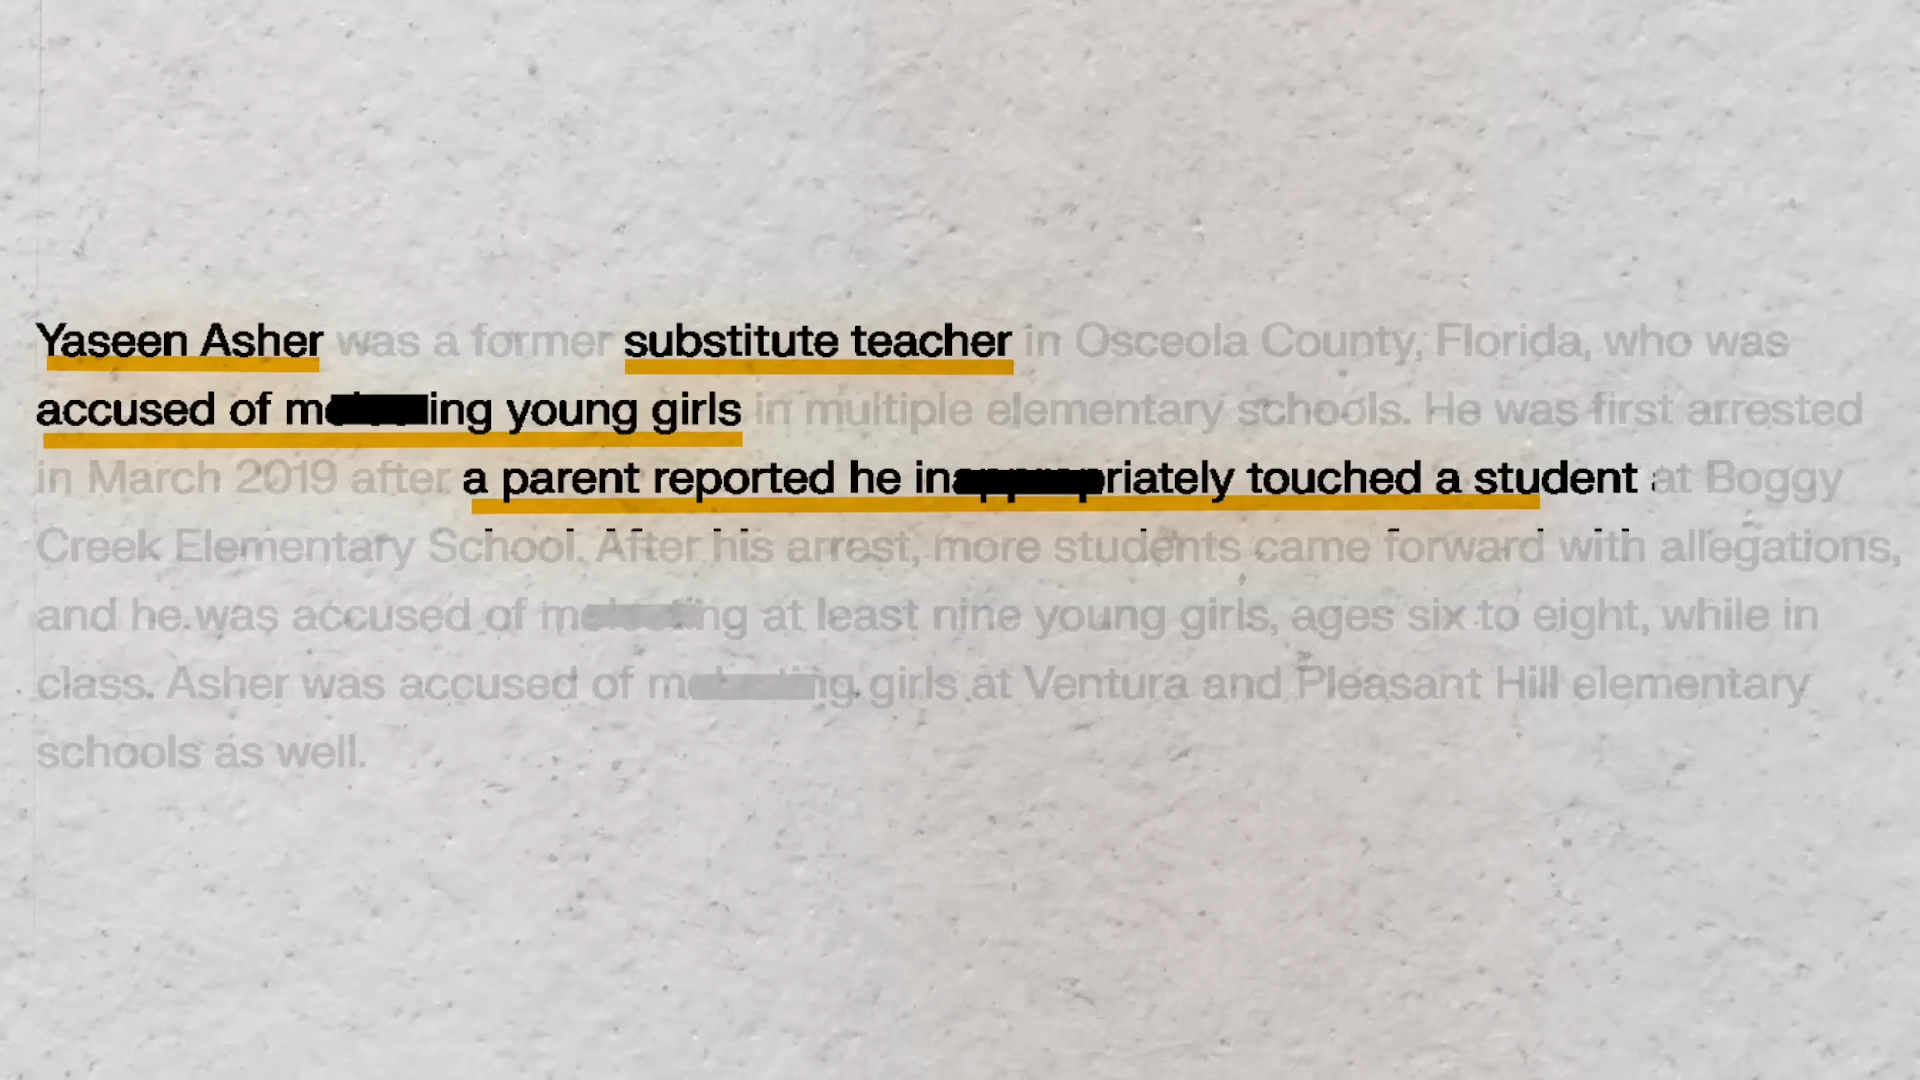 Yaseen Asher was a former substitute teacher in Osceola County, Florida, who was
accused of young girls in multiple elementary schools. He was first arrested
in March 2019 after a parent reported he touched a student at Boggy
Creek Elementary School. After his arrest, more students came forward with allegations,
and he was accused of at least nine young girls, ages six to eight, while in
class. Asher was accused of girls at Ventura and Pleasant Hill elementary
schools as well.